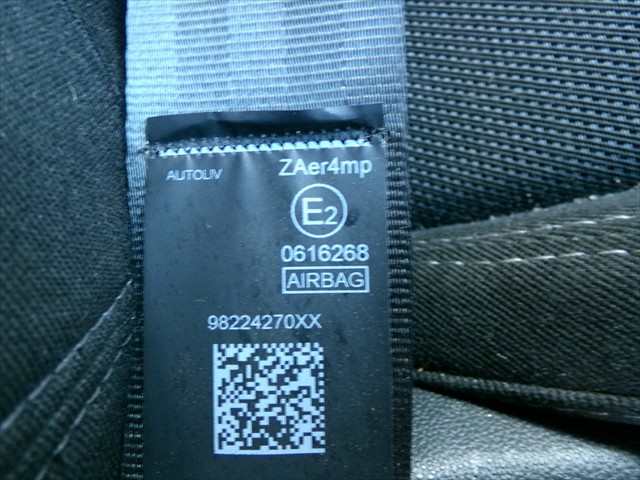 AUTOLIV
ZAer4mp
E2
0616268
AIRBAG
98224270XX